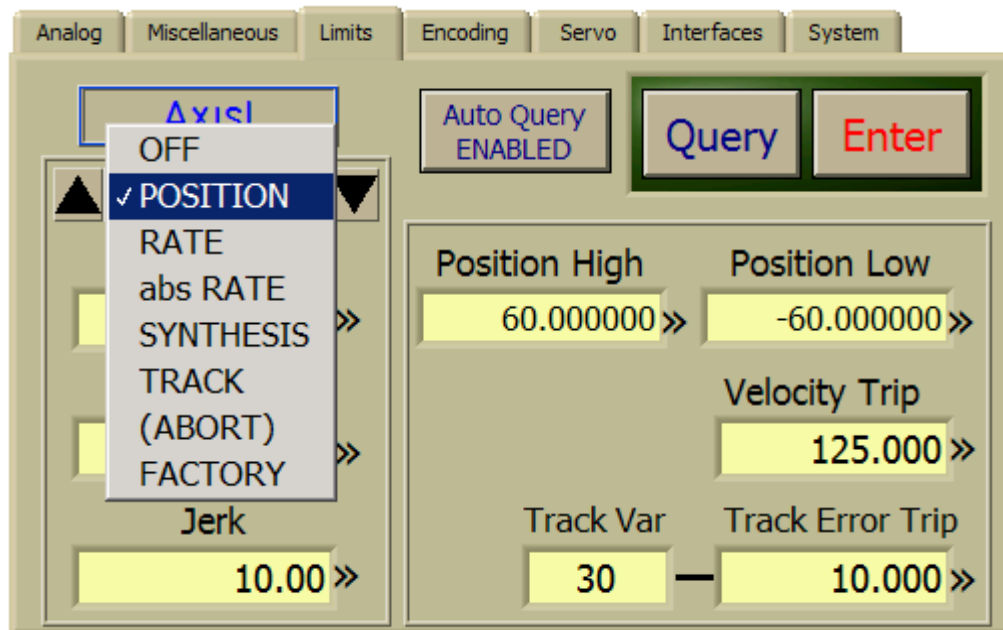 Analog Miscellaneous Limits Encoding Servo Interfaces System
Auto Query
ENABLED
Query Enter
OFF
✓ POSITION
RATE
abs RATE
SYNTHESIS
TRACK
(ABORT)
FACTORY
Jerk
10.00 »
Position High Position Low
60.000000 » -60.000000 »
Velocity Trip
125.000 »
Track Var Track Error Trip
30 — 10.000 »